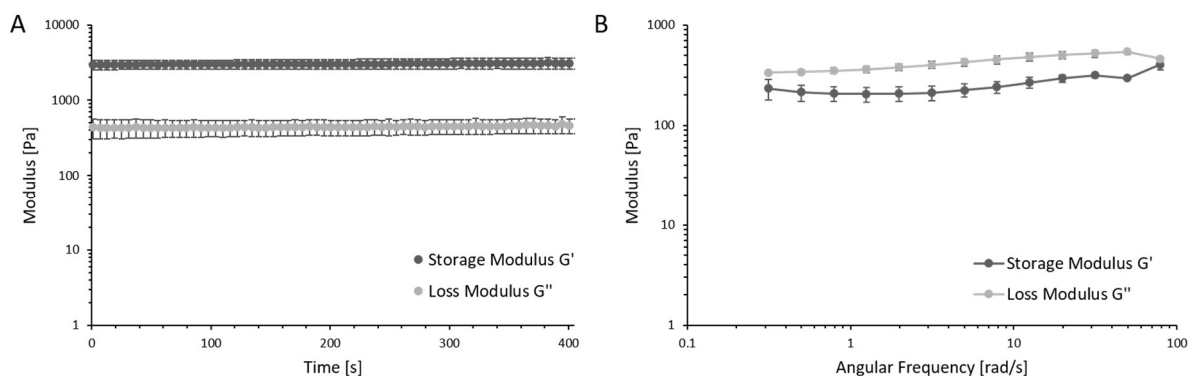 A
10000
1000
100
10
1
Modulus [Pa]
0
100
200
300
400
Time [s]
Storage Modulus G'
Loss Modulus G''
B
1000
100
10
1
Modulus [Pa]
0.1
1
10
100
Angular Frequency [rad/s]
Storage Modulus G'
Loss Modulus G''